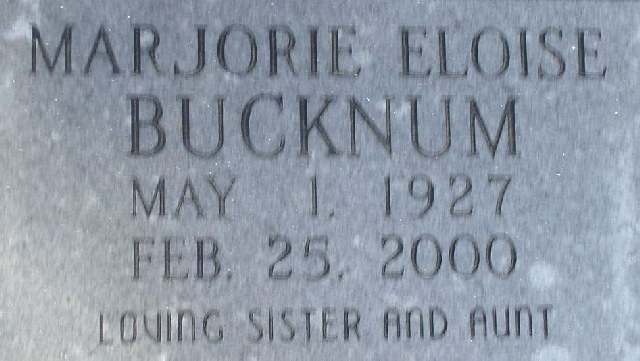 MARJORIE ELOISE
BUCKNUM
MAY 1, 1927
FEB. 25, 2000
LOVING SISTER AND AUNT